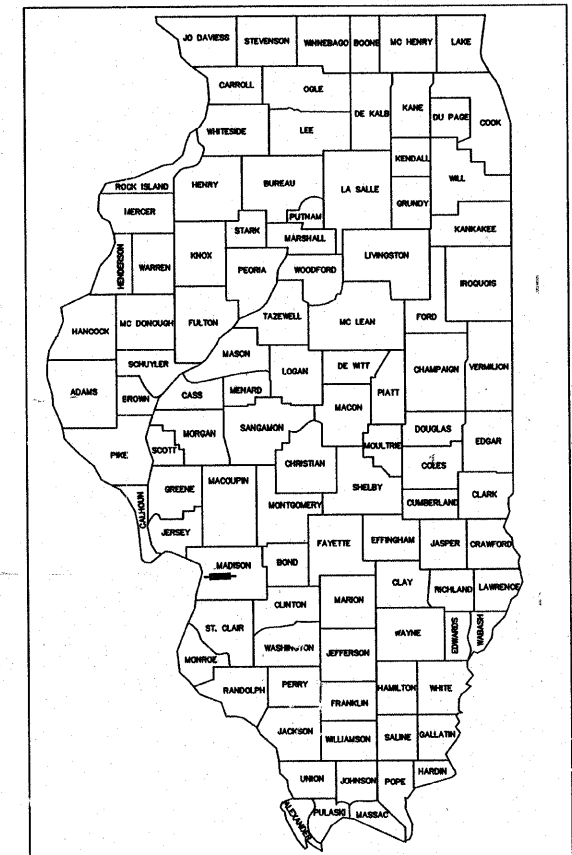 JO DAVIESS
STEVENSON
WINNEBAGO
BOONE
MC HENRY
LAKE
CARROLL
OGLE
DE KALB
KANE
DU PAGE
COOK
WHITESIDE
LEE
KENDALL
WILL
ROCK ISLAND
HENRY
BUREAU
LA SALLE
GRUNDY
MERCER
PUTNAM
STARK
MARSHALL
KANKAKEE
HENDERSON
WARREN
KNOX
PEORIA
WOODFORD
LIVINGSTON
IROQUOIS
HANCOCK
MC DONOUGH
FULTON
TAZEWELL
MC LEAN
FORD
SCHUYLER
MASON
LOGAN
DE WITT
CHAMPAIGN
VERMILION
ADAMS
BROWN
CASS
MENARD
MACON
PIATT
MORGAN
SANGAMON
DOUGLAS
EDGAR
PIKE
SCOTT
CHRISTIAN
MOULTRIE
COLES
GREENE
MACOUPIN
SHELBY
CUMBERLAND
CLARK
CALHOUN
JERSEY
MONTGOMERY
FAYETTE
EFFINGHAM
JASPER
CRAWFORD
MADISON
BOND
CLAY
RICHLAND
LAWRENCE
CLINTON
MARION
ST. CLAIR
WAYNE
EDWARDS
WABASH
WASHINGTON
JEFFERSON
MONROE
RANDOLPH
PERRY
FRANKLIN
HAMILTON
WHITE
JACKSON
WILLIAMSON
SALINE
GALLATIN
UNION
JOHNSON
POPE
HARDIN
ALEXANDER
PULASKI
MASSAC